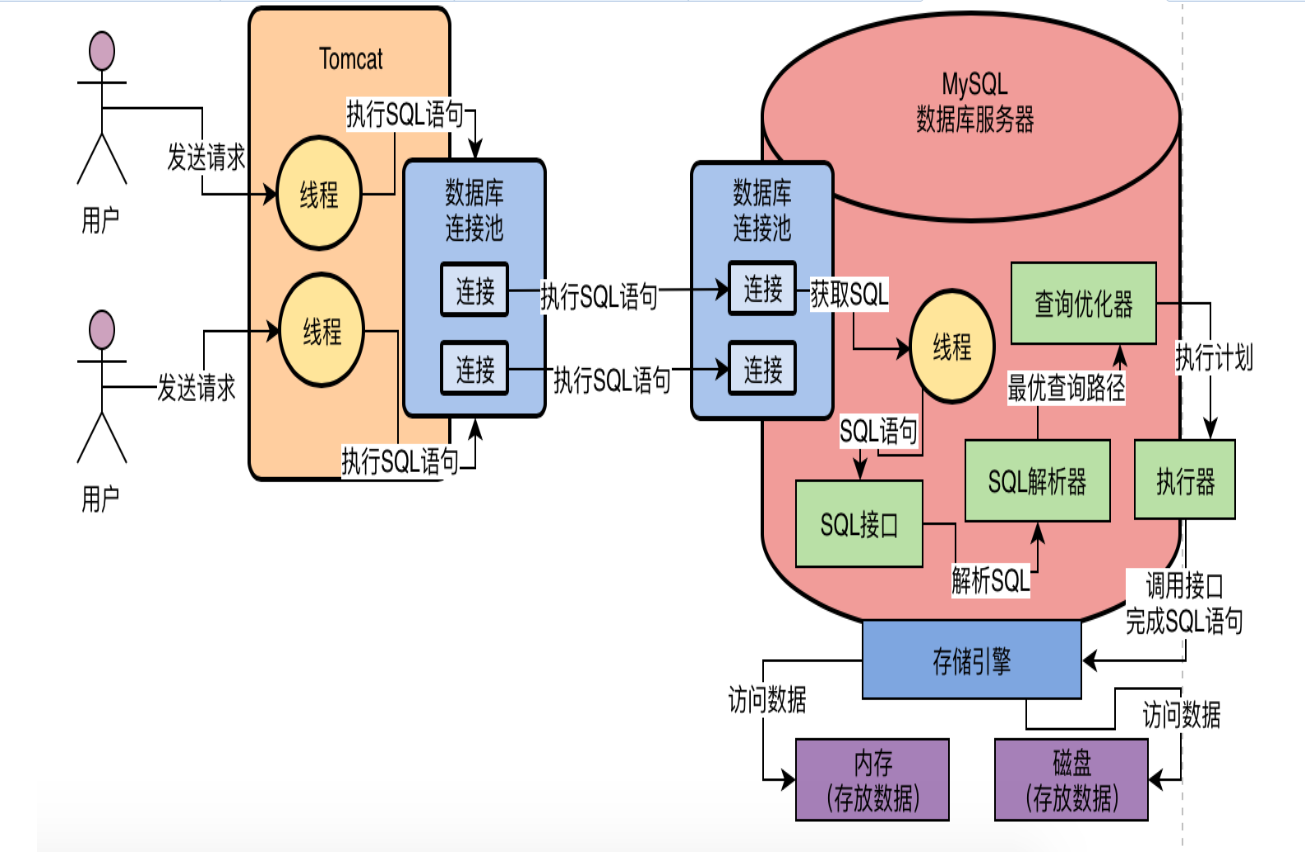 Tomcat
MySQL
数据库服务器
执行SQL语句
发送请求
线程
用户
数据库
连接池
连接
连接
执行SQL语句
执行SQL语句
数据库
连接池
连接
连接
获取SQL
线程
查询优化器
执行计划
最优查询路径
线程
发送请求
用户
执行SQL语句
SQL语句
SQL接口
SQL解析器
执行器
解析SQL
调用接口
完成SQL语句
存储引擎
访问数据
访问数据
内存
（存放数据）
磁盘
（存放数据）